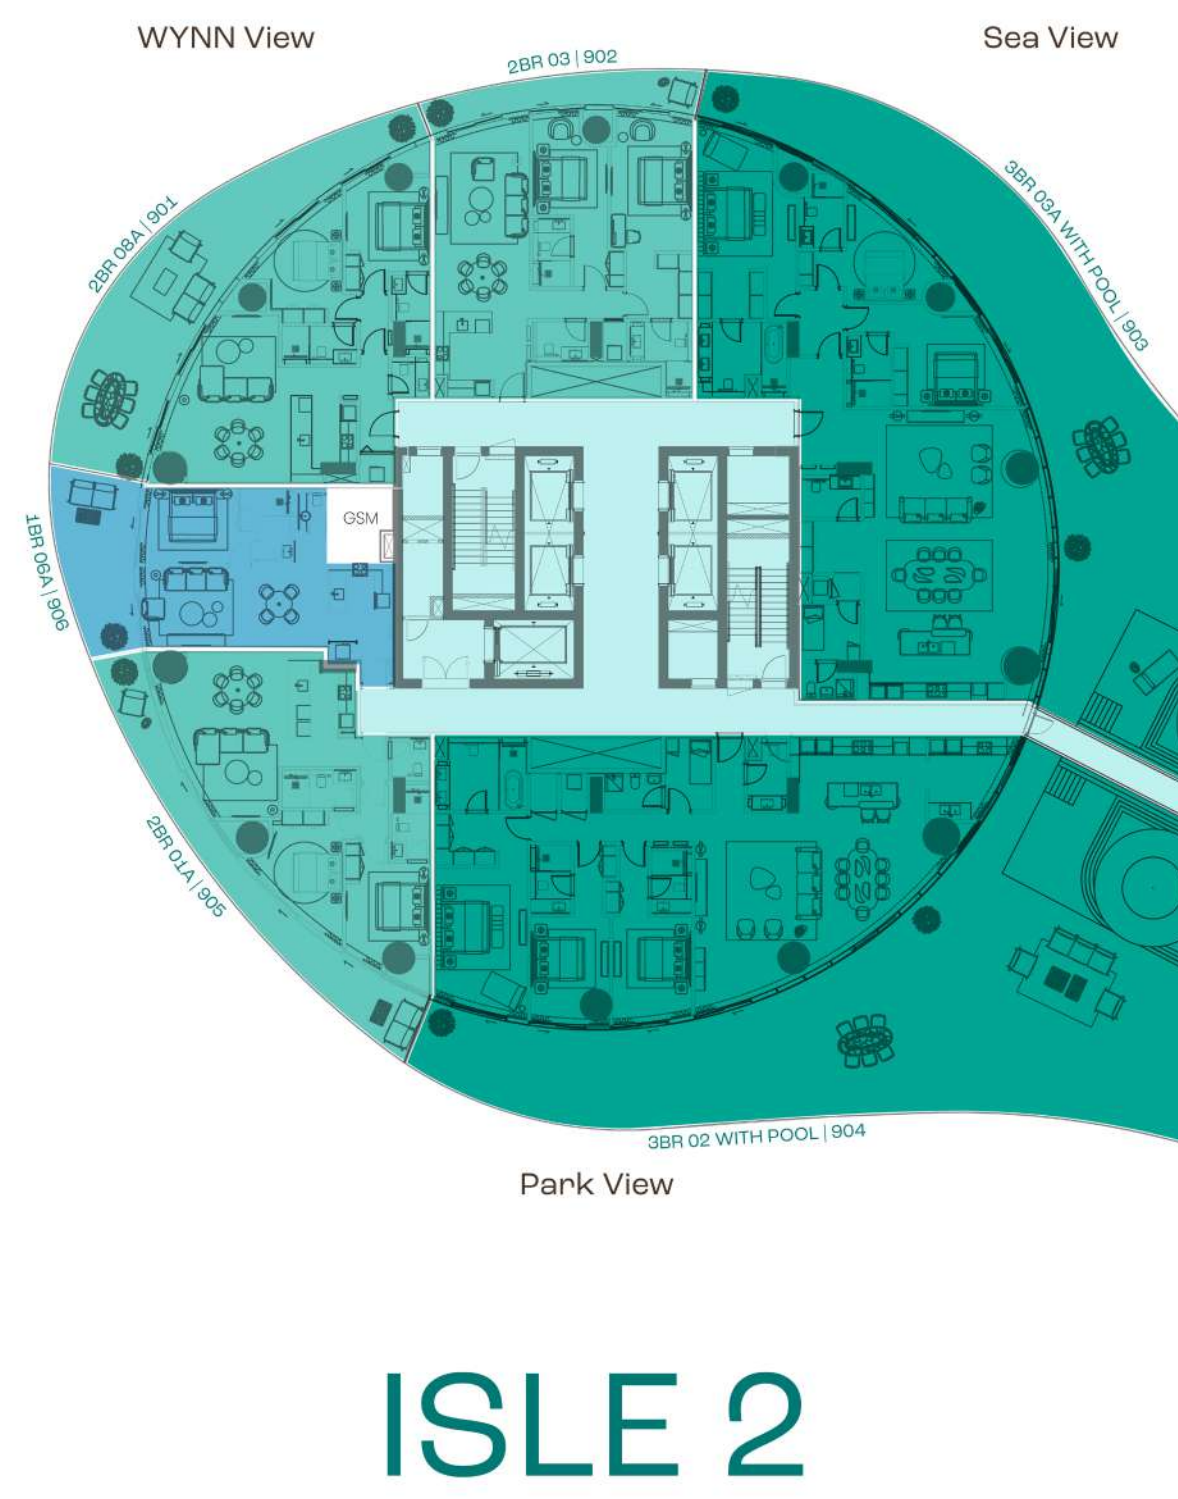 WYNN View
Sea View
2BR 03 | 902
2BR 08A | 901
3BR 03A WITH POOL | 903
GSM
1BR 06A | 906
2BR 01A | 905
3BR 02 WITH POOL | 904
Park View
ISLE 2